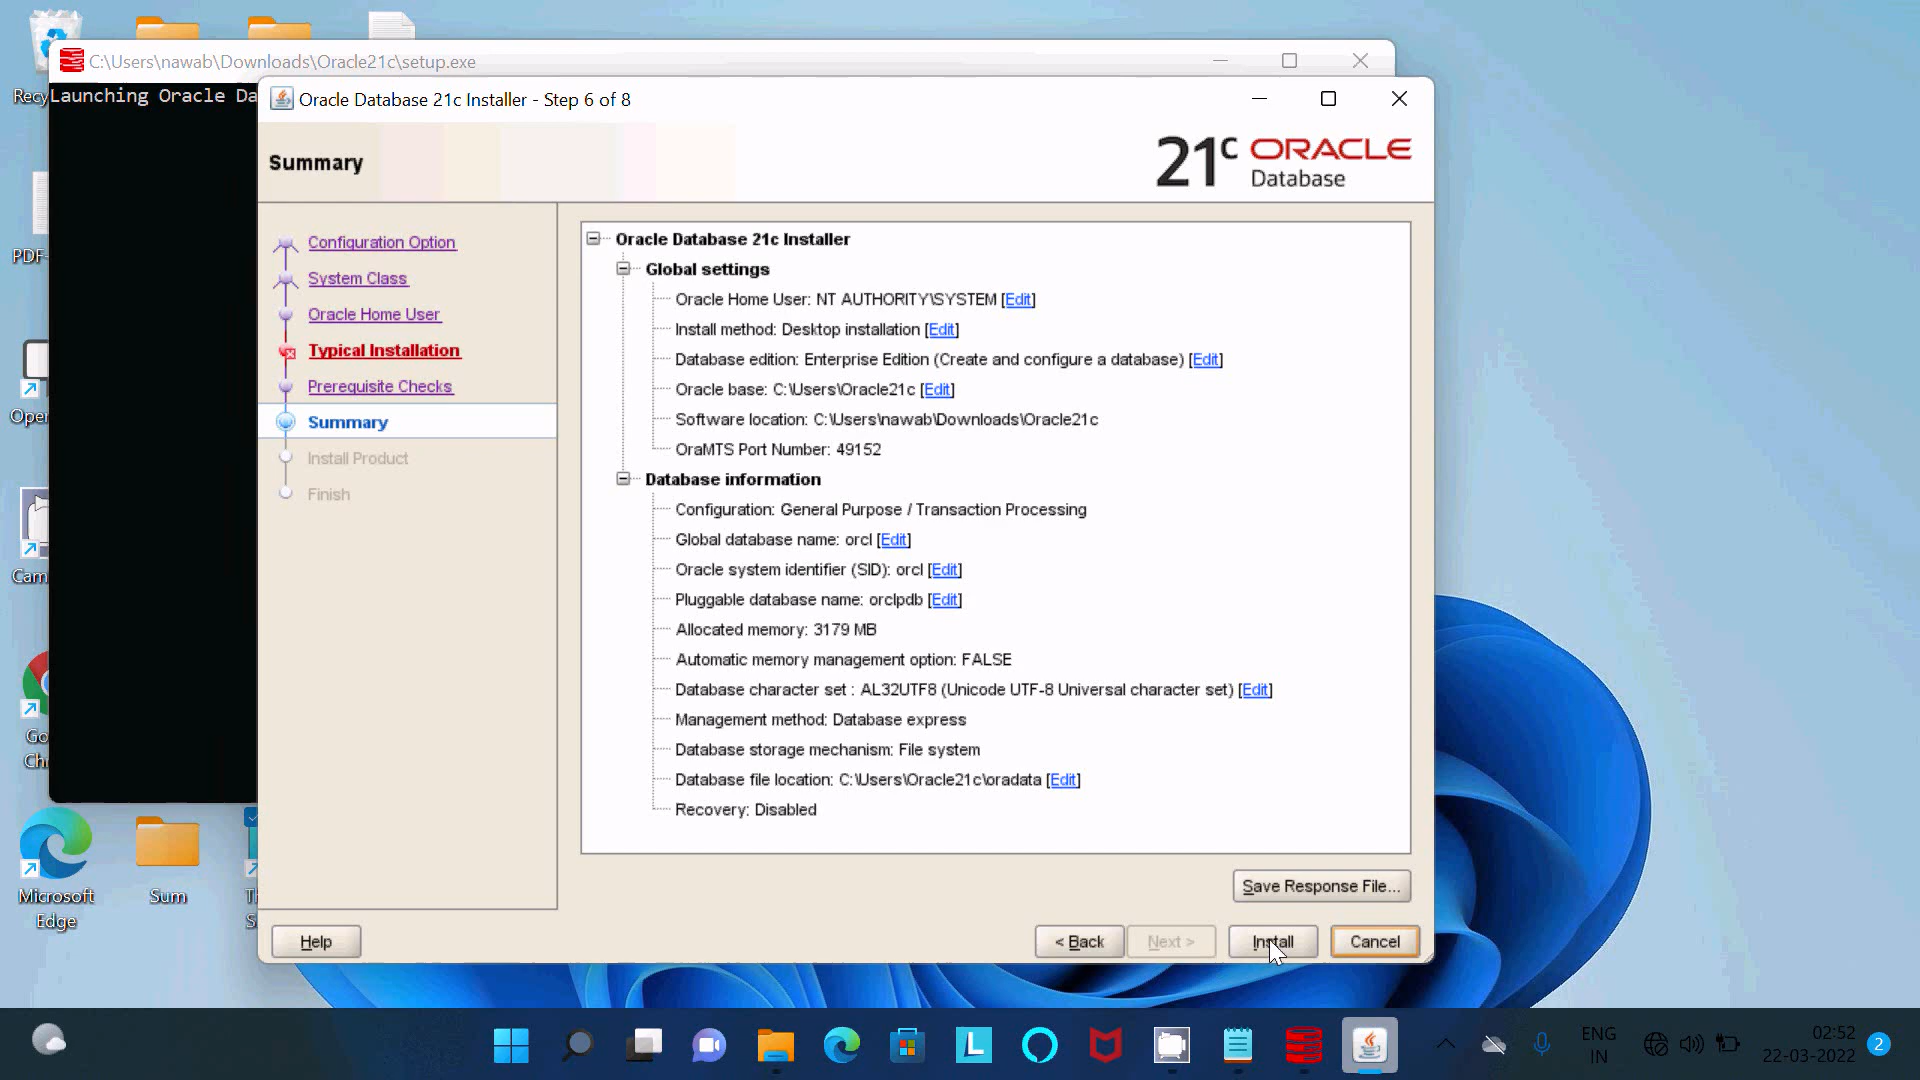 C:\Users\nawab\Downloads\Oracle21c\setup.exe
Launching Oracle Da
Oracle Database 21c Installer - Step 6 of 8
Summary
21c ORACLE
Database
Configuration Option
System Class
Oracle Home User
Typical Installation
Prerequisite Checks
Summary
Install Product
Finish
Oracle Database 21c Installer
Global settings
Oracle Home User: NT AUTHORITY\SYSTEM [Edit]
Install method: Desktop installation [Edit]
Database edition: Enterprise Edition (Create and configure a database) [Edit]
Oracle base: C:\Users\Oracle21c [Edit]
Software location: C:\Users\nawab\Downloads\Oracle21c
OraMTS Port Number: 49152
Database information
Configuration: General Purpose / Transaction Processing
Global database name: orcl [Edit]
Oracle system identifier (SID): orcl [Edit]
Pluggable database name: orclpdb [Edit]
Allocated memory: 3179 MB
Automatic memory management option: FALSE
Database character set : AL32UTF8 (Unicode UTF-8 Universal character set) [Edit]
Management method: Database express
Database storage mechanism: File system
Database file location: C:\Users\Oracle21c\oradata [Edit]
Recovery: Disabled
Save Response File...
Help
< Back
Next >
Install
Cancel
Recy
PDF-
Oper
Cam
Go
Ch
Microsoft
Edge
Sum
ENG
IN
02:52
22-03-2022
2